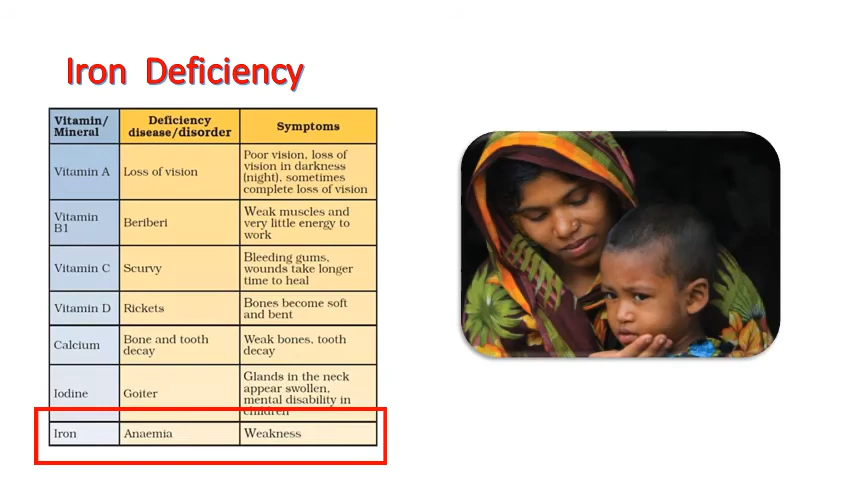 Iron Deficiency
Vitamin/
Mineral
Deficiency
disease/disorder
Symptoms
Vitamin A
Loss of vision
Poor vision, loss of
vision in darkness
(night), sometimes
complete loss of vision
Vitamin
B1
Beriberi
Weak muscles and
very little energy to
work
Vitamin C
Scurvy
Bleeding gums,
wounds take longer
time to heal
Vitamin D
Rickets
Bones become soft
and bent
Calcium
Bone and tooth
decay
Weak bones, tooth
decay
Iodine
Goiter
Glands in the neck
appear swollen,
mental disability in
children
Iron
Anaemia
Weakness